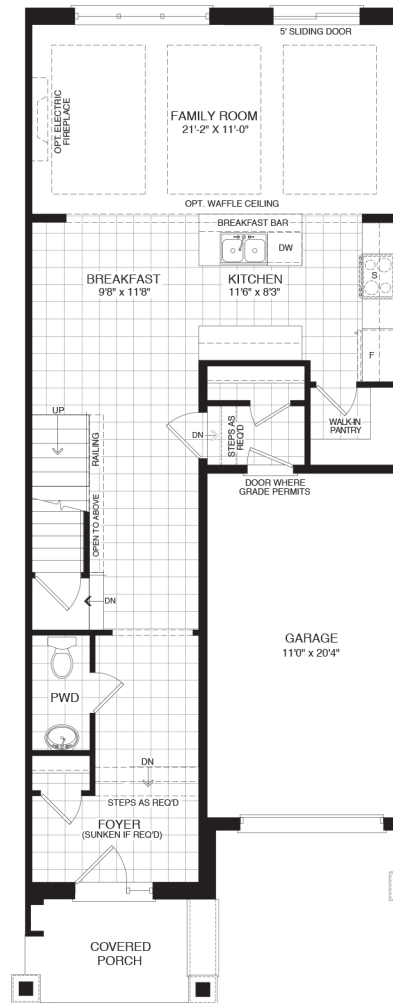 5' SLIDING DOOR
OPT. ELECTRIC
FIREPLACE
FAMILY ROOM
21'-2" X 11'-0"
OPT. WAFFLE CEILING
BREAKFAST BAR
DW
BREAKFAST
9'8" x 11'8"
KITCHEN
11'6" x 8'3"
S
F
UP
RAILING
OPEN TO ABOVE
DN
STEPS AS
REQ'D
WALK-IN
PANTRY
DOOR WHERE
GRADE PERMITS
DN
GARAGE
11'0" x 20'4"
PWD
DN
STEPS AS REQ'D
FOYER
(SUNKEN IF REQ'D)
COVERED
PORCH